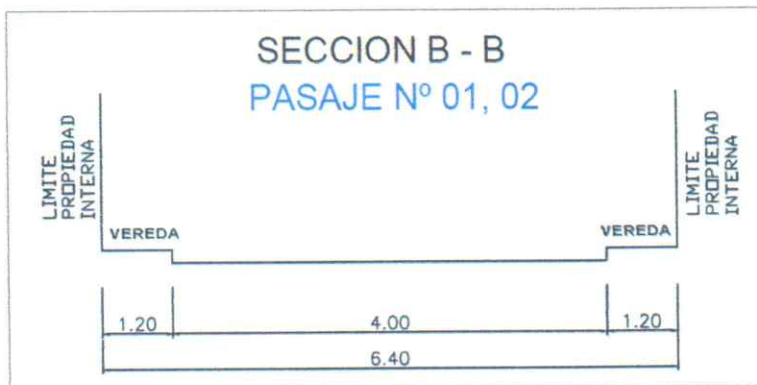 SECCION B - B
PASAJE Nº 01, 02
LIMITE
PROPIEDAD
INTERNA
LIMITE
PROPIEDAD
INTERNA
VEREDA
VEREDA
1.20
4.00
1.20
6.40